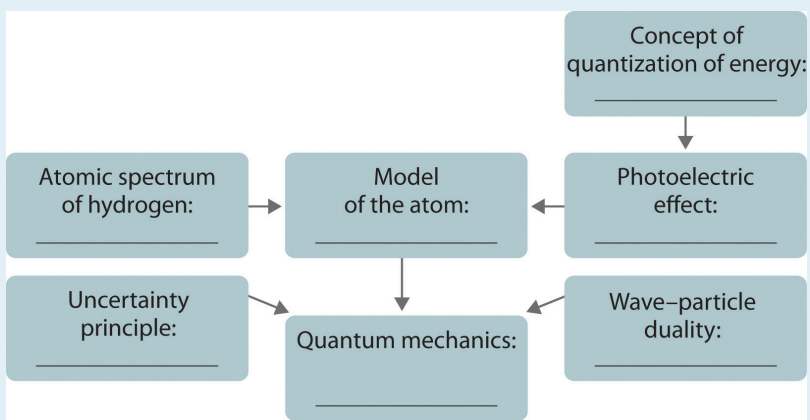 Concept of
quantization of energy:
Atomic spectrum
of hydrogen:
Model
of the atom:
Photoelectric
effect:
Uncertainty
principle:
Quantum mechanics:
Wave–particle
duality: